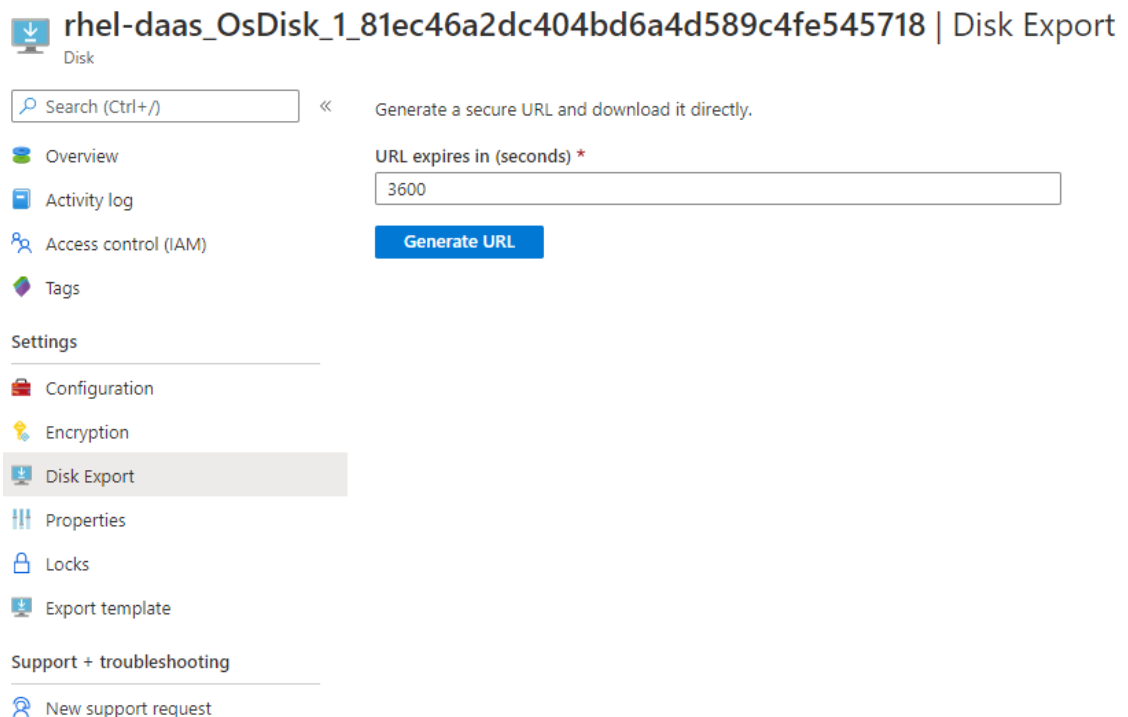 rhel-daas_OsDisk_1_81ec46a2dc404bd6a4d589c4fe545718 | Disk Export
Disk
Search (Ctrl+/)
«
Overview
Activity log
Access control (IAM)
Tags
Settings
Configuration
Encryption
Disk Export
Properties
Locks
Export template
Support + troubleshooting
New support request
Generate a secure URL and download it directly.
URL expires in (seconds) *
3600
Generate URL